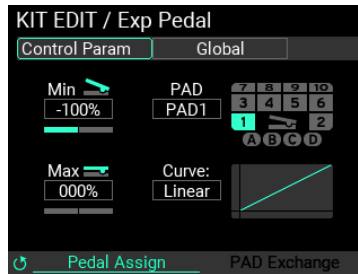 KIT EDIT / Exp Pedal
Control Param Global
Min PAD 7 8 9 10
-100% PAD1 3 4 5 6
1 2
A B C D
Max Curve:
000% Linear
Pedal Assign PAD Exchange